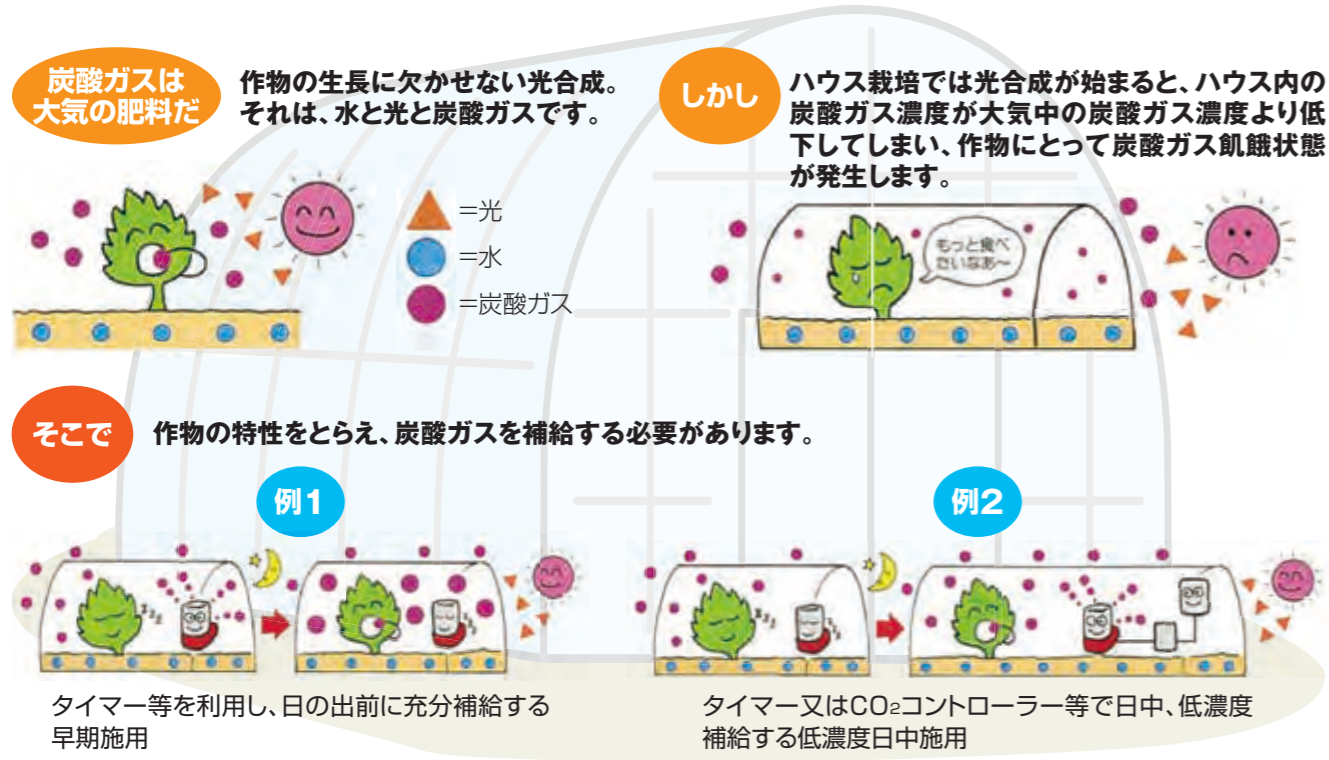 炭酸ガスは
大気の肥料だ
作物の生長に欠かせない光合成。
それは、水と光と炭酸ガスです。
=光
=水
=炭酸ガス
しかし
ハウス栽培では光合成が始まると、ハウス内の
炭酸ガス濃度が大気中の炭酸ガス濃度より低
下してしまい、作物にとって炭酸ガス飢餓状態
が発生します。
もっと食べ
たいなあ〜
そこで
作物の特性をとらえ、炭酸ガスを補給する必要があります。
例1
zzz
zzz
タイマー等を利用し、日の出前に充分補給する
早期施用
例2
zzz
zzz
タイマー又はCO₂コントローラー等で日中、低濃度
補給する低濃度日中施用